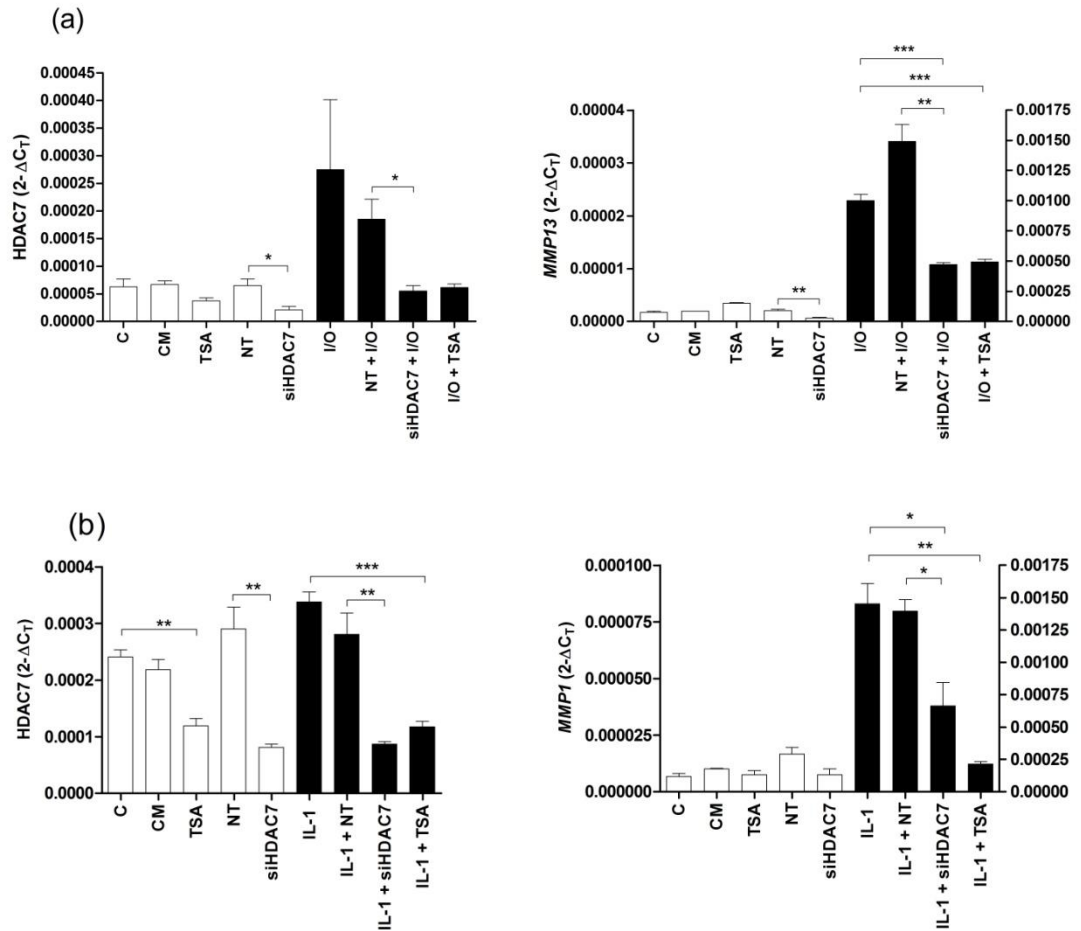 (a)
HDAC7 (2-ΔCT)
0.00045
0.00040
0.00030
0.00025
0.00020
0.00015
0.00010
0.00005
0.00000
*
*
C
CM
TSA
NT
siHDAC7
I/O
NT + I/O
siHDAC7 + I/O
I/O + TSA
MMP13 (2-ΔCT)
0.00004
0.00003
0.00002
0.00001
0.00000
***
***
**
**
0.00175
0.00150
0.00125
0.00100
0.00075
0.00050
0.00025
0.00000
C
CM
TSA
NT
siHDAC7
I/O
NT + I/O
siHDAC7 + I/O
I/O + TSA
(b)
HDAC7 (2-ΔCT)
0.0004
0.0003
0.0002
0.0001
0.0000
**
**
***
**
C
CM
TSA
NT
siHDAC7
IL-1
IL-1 + NT
IL-1 + siHDAC7
IL-1 + TSA
MMP1 (2-ΔCT)
0.000100
0.000075
0.000050
0.000025
0.000000
*
**
*
0.00175
0.00150
0.00125
0.00100
0.00075
0.00050
0.00025
0.00000
C
CM
TSA
NT
siHDAC7
IL-1
IL-1 + NT
IL-1 + siHDAC7
IL-1 + TSA